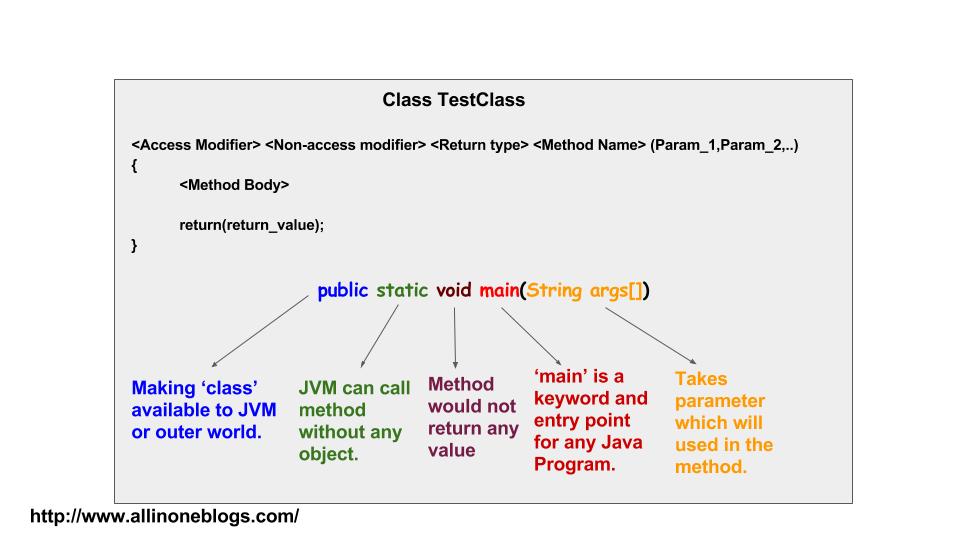 Class TestClass
<Access Modifier> <Non-access modifier> <Return type> <Method Name> (Param_1,Param_2,..)
{
<Method Body>
return(return_value);
}
public static void main(String args[])
Making ‘class’
available to JVM
or outer world.
JVM can call
method
without any
object.
Method
would not
return any
value
‘main’ is a
keyword and
entry point
for any Java
Program.
Takes
parameter
which will
used in the
method.
http://www.allinoneblogs.com/